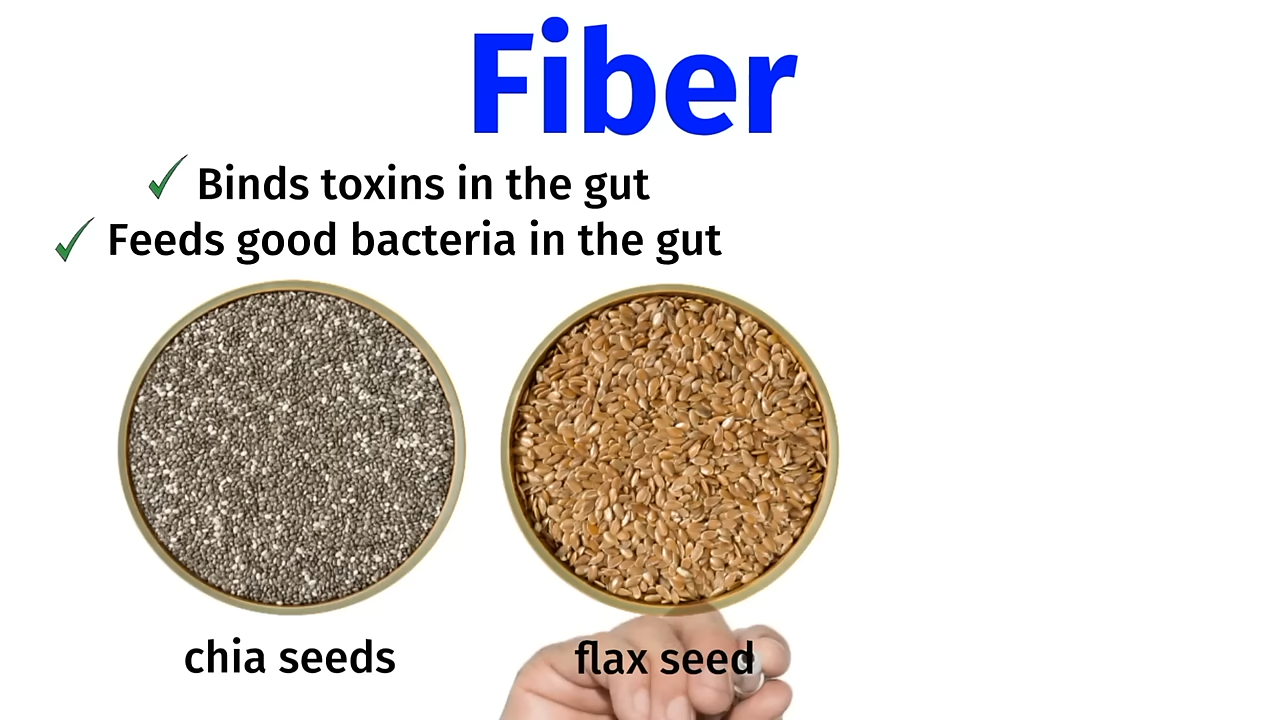 Fiber
Binds toxins in the gut
Feeds good bacteria in the gut
chia seeds
flax seed